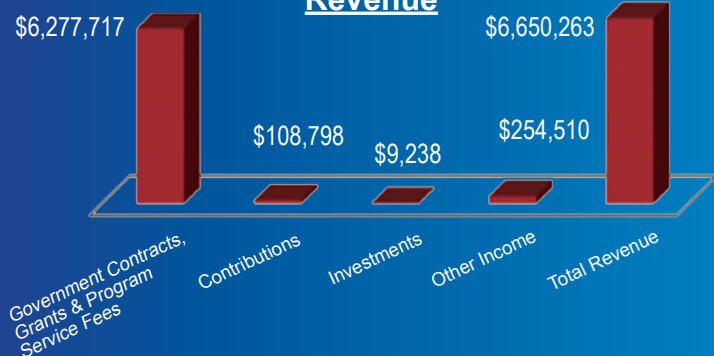 Revenue
$6,277,717
$108,798
$9,238
$254,510
$6,650,263
Government Contracts,
Grants & Program
Service Fees
Contributions
Investments
Other Income
Total Revenue